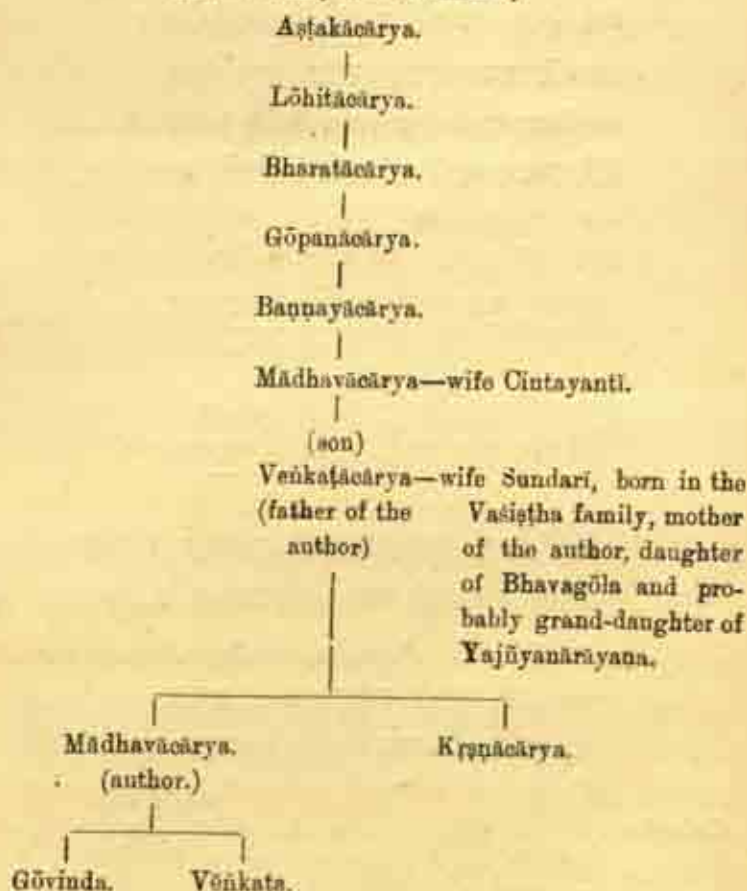 Aṣṭakācārya.
Lōhitācārya.
Bharatācārya.
Gōpanācārya.
Baṇṇayācārya.
Mādhavācārya—wife Cintayantī.
(son)
Veṅkaṭācārya—wife Sundarī, born in the
(father of the Vaśiṣṭha family, mother
author) of the author, daughter
of Bhavagōla and pro-
bably grand-daughter of
Yajñyanārāyaṇa.
Mādhavācārya. Kṛṣṇācārya.
(author.)
Gōvinda. Vēṅkaṭa.